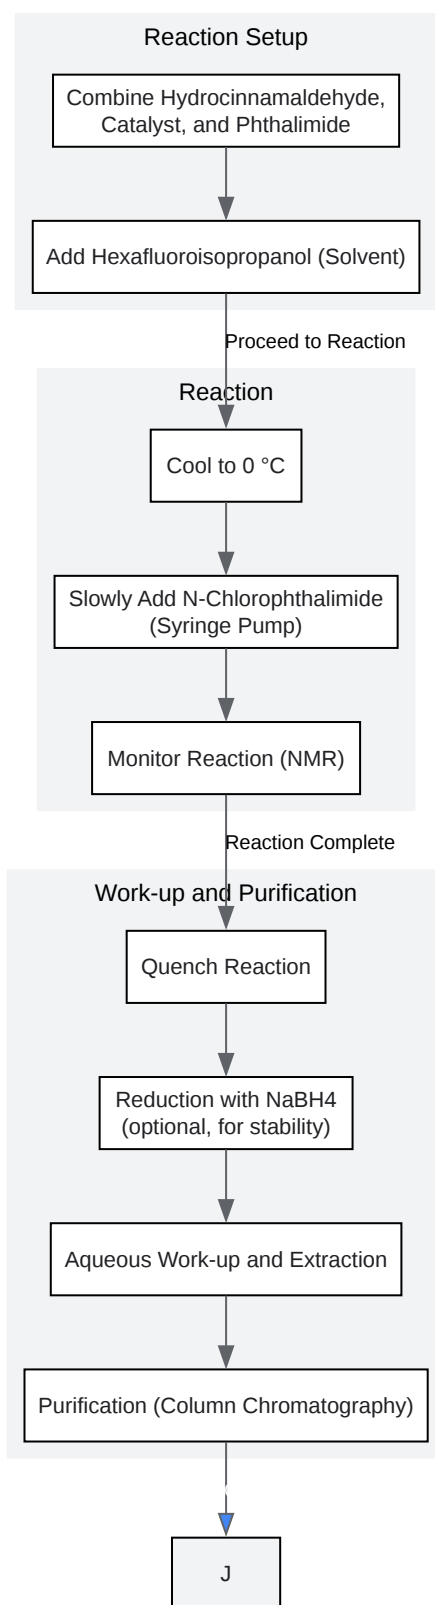 Reaction Setup
Combine Hydrocinnamaldehyde,
Catalyst, and Phthalimide
Add Hexafluoroisopropanol (Solvent)
Proceed to Reaction
Reaction
Cool to 0 °C
Slowly Add N-Chlorophthalimide
(Syringe Pump)
Monitor Reaction (NMR)
Reaction Complete
Work-up and Purification
Quench Reaction
Reduction with NaBH4
(optional, for stability)
Aqueous Work-up and Extraction
Purification (Column Chromatography)
J